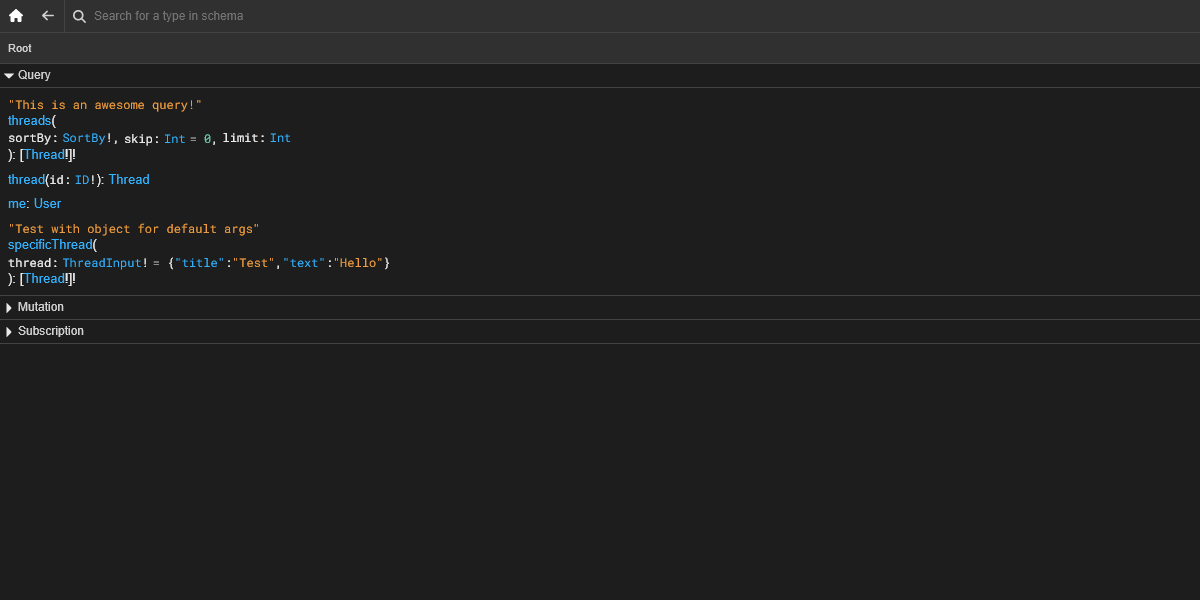 Search for a type in schema
Root
Query
"This is an awesome query!"
threads(
sortBy: SortBy!, skip: Int = 0, limit: Int
): [Thread!]!
thread(id: ID!): Thread
me: User
"Test with object for default args"
specificThread(
thread: ThreadInput! = {"title":"Test","text":"Hello"}
): [Thread!]!
Mutation
Subscription